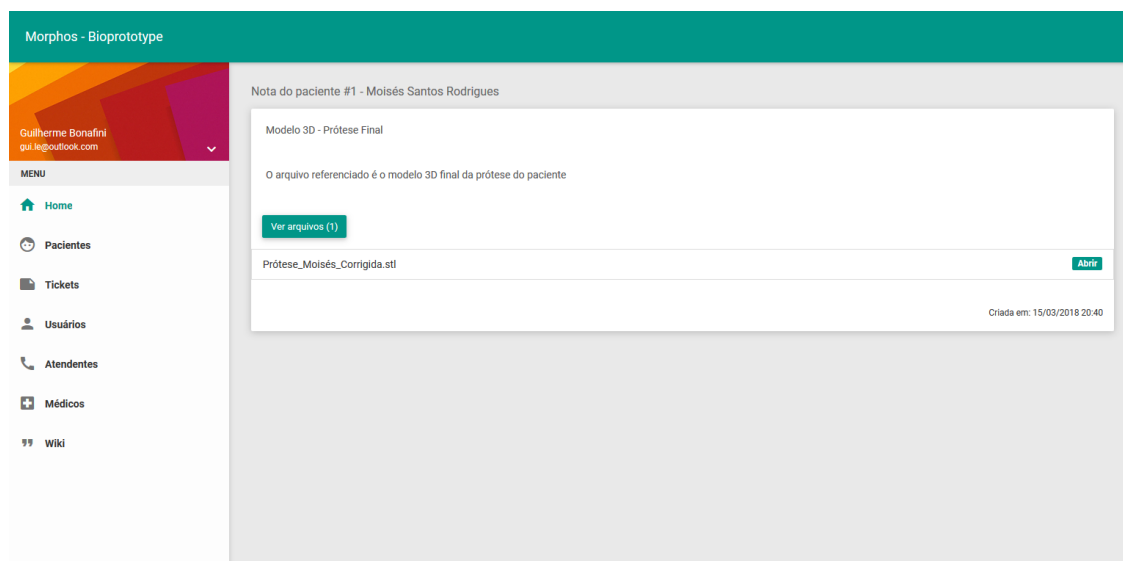 Morphos - Bioprototype
Guilherme Bonafini
gui.le@outlook.com
MENU
Home
Pacientes
Tickets
Usuários
Atendentes
Médicos
Wiki
Nota do paciente #1 - Moisés Santos Rodrigues
Modelo 3D - Prótese Final
O arquivo referenciado é o modelo 3D final da prótese do paciente
Ver arquivos (1)
Prótese_Moisés_Corrigida.stl
Abrir
Criada em: 15/03/2018 20:40